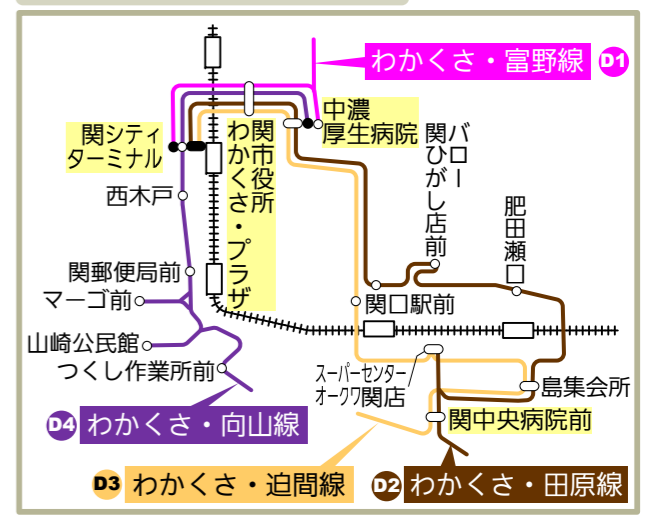 わかくさ・富野線 D1
中濃
厚生病院
関シティ
ターミナル
関市役所
わかくさ・プラザ
バロー
関ひがし店前
肥田瀬口
西木戸
関郵便局前
マーゴ前
関口駅前
山崎公民館
つくし作業所前
スーパーセンター
オークワ関店
島集会所
関中央病院前
D4 わかくさ・向山線
D3 わかくさ・迫間線
D2 わかくさ・田原線